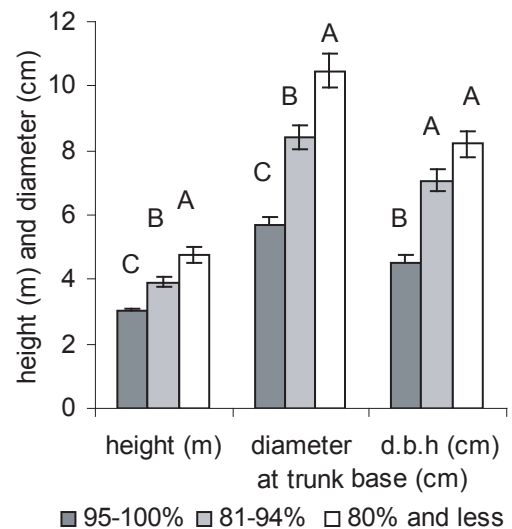 height (m) and diameter (cm)
12
10
8
6
4
2
0
C B A
C B A
B A A
height (m) diameter d.b.h (cm)
at trunk base (cm)
95-100% 81-94% 80% and less